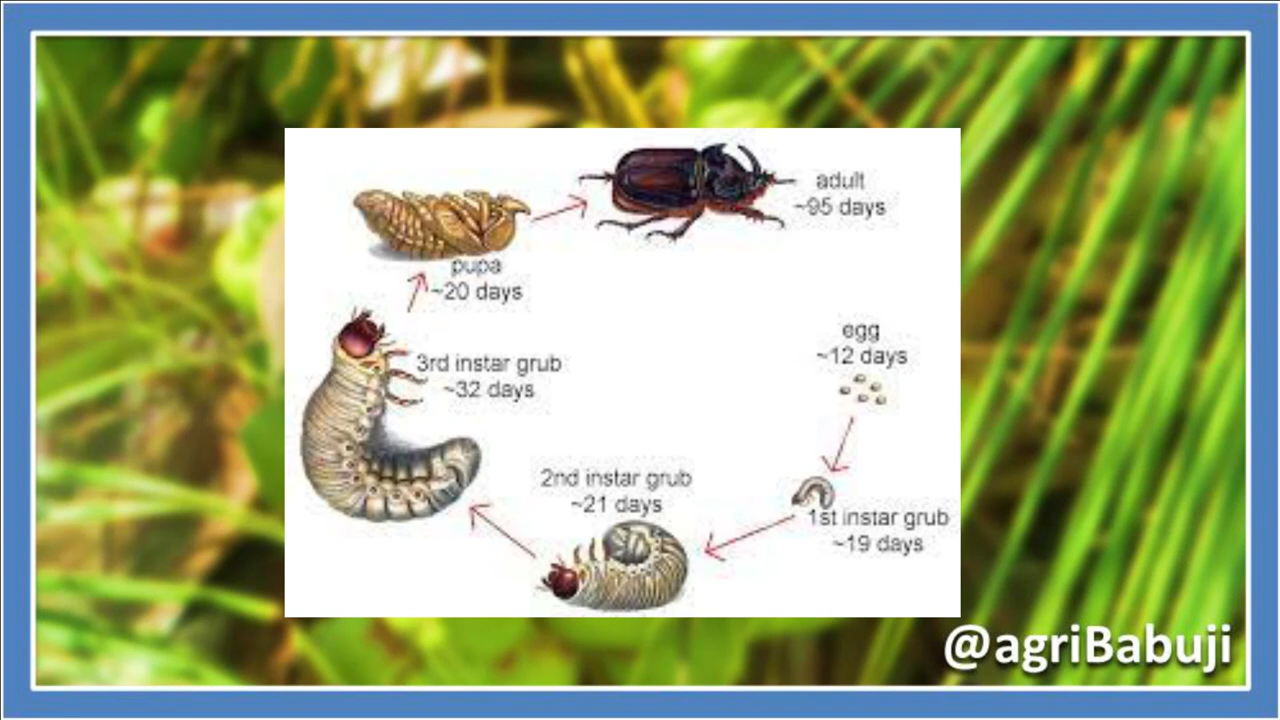 adult
~95 days
pupa
~20 days
egg
~12 days
3rd instar grub
~32 days
2nd instar grub
~21 days
1st instar grub
~19 days
@agriBabuji